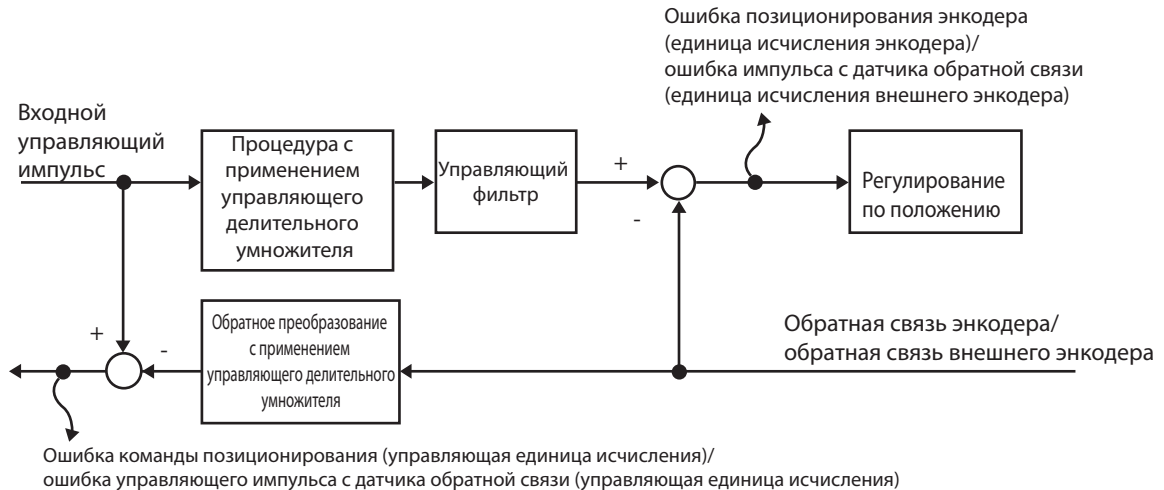 Ошибка позиционирования энкодера
(единица исчисления энкодера)/
ошибка импульса с датчика обратной связи
(единица исчисления внешнего энкодера)
Входной
управляющий
импульс
Процедура с
применением
управляющего
делительного
умножителя
Управляющий
фильтр
+
-
Регулирование
по положению
+
-
Обратное преобразование
с применением
управляющего делительного
умножителя
Обратная связь энкодера/
обратная связь внешнего энкодера
Ошибка команды позиционирования (управляющая единица исчисления)/
ошибка управляющего импульса с датчика обратной связи (управляющая единица исчисления)